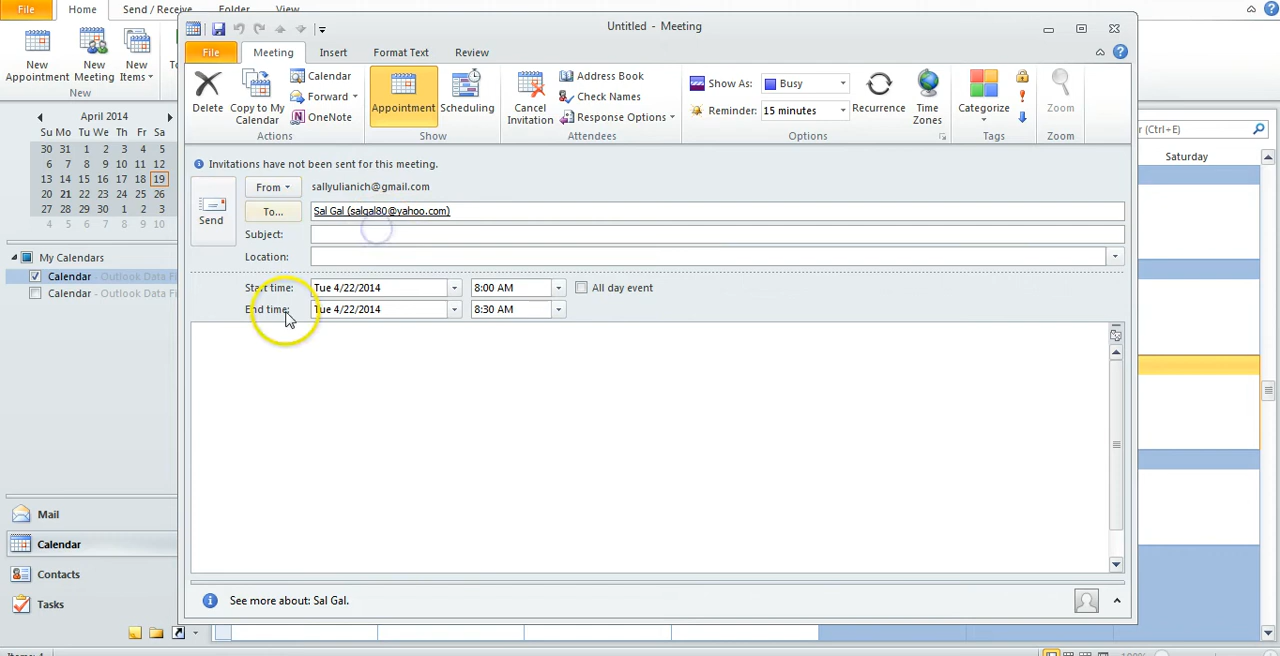 File Home Send / Receive Folder View
Untitled - Meeting
File Meeting Insert Format Text Review
New Appointment
New Meeting
New Items
New
Delete
Copy to My Calendar
Calendar
Forward
OneNote
Actions
Appointment
Scheduling
Show
Cancel Invitation
Address Book
Check Names
Response Options
Attendees
Show As: Busy
Reminder: 15 minutes
Recurrence
Time Zones
Options
Categorize
Tags
Zoom
Zoom
(Ctrl+E)
Saturday
April 2014
Su Mo Tu We Th Fr Sa
30 31 1 2 3 4 5
6 7 8 9 10 11 12
13 14 15 16 17 18 19
20 21 22 23 24 25 26
27 28 29 30 1 2 3
4 5 6 7 8 9 10
My Calendars
Calendar - Outlook Data Fi
Calendar - Outlook Data Fi
Mail
Calendar
Contacts
Tasks
Invitations have not been sent for this meeting.
Send
From sallyulianich@gmail.com
To... Sal Gal (salgal80@yahoo.com)
Subject:
Location:
Start time: Tue 4/22/2014 8:00 AM All day event
End time: Tue 4/22/2014 8:30 AM
See more about: Sal Gal.